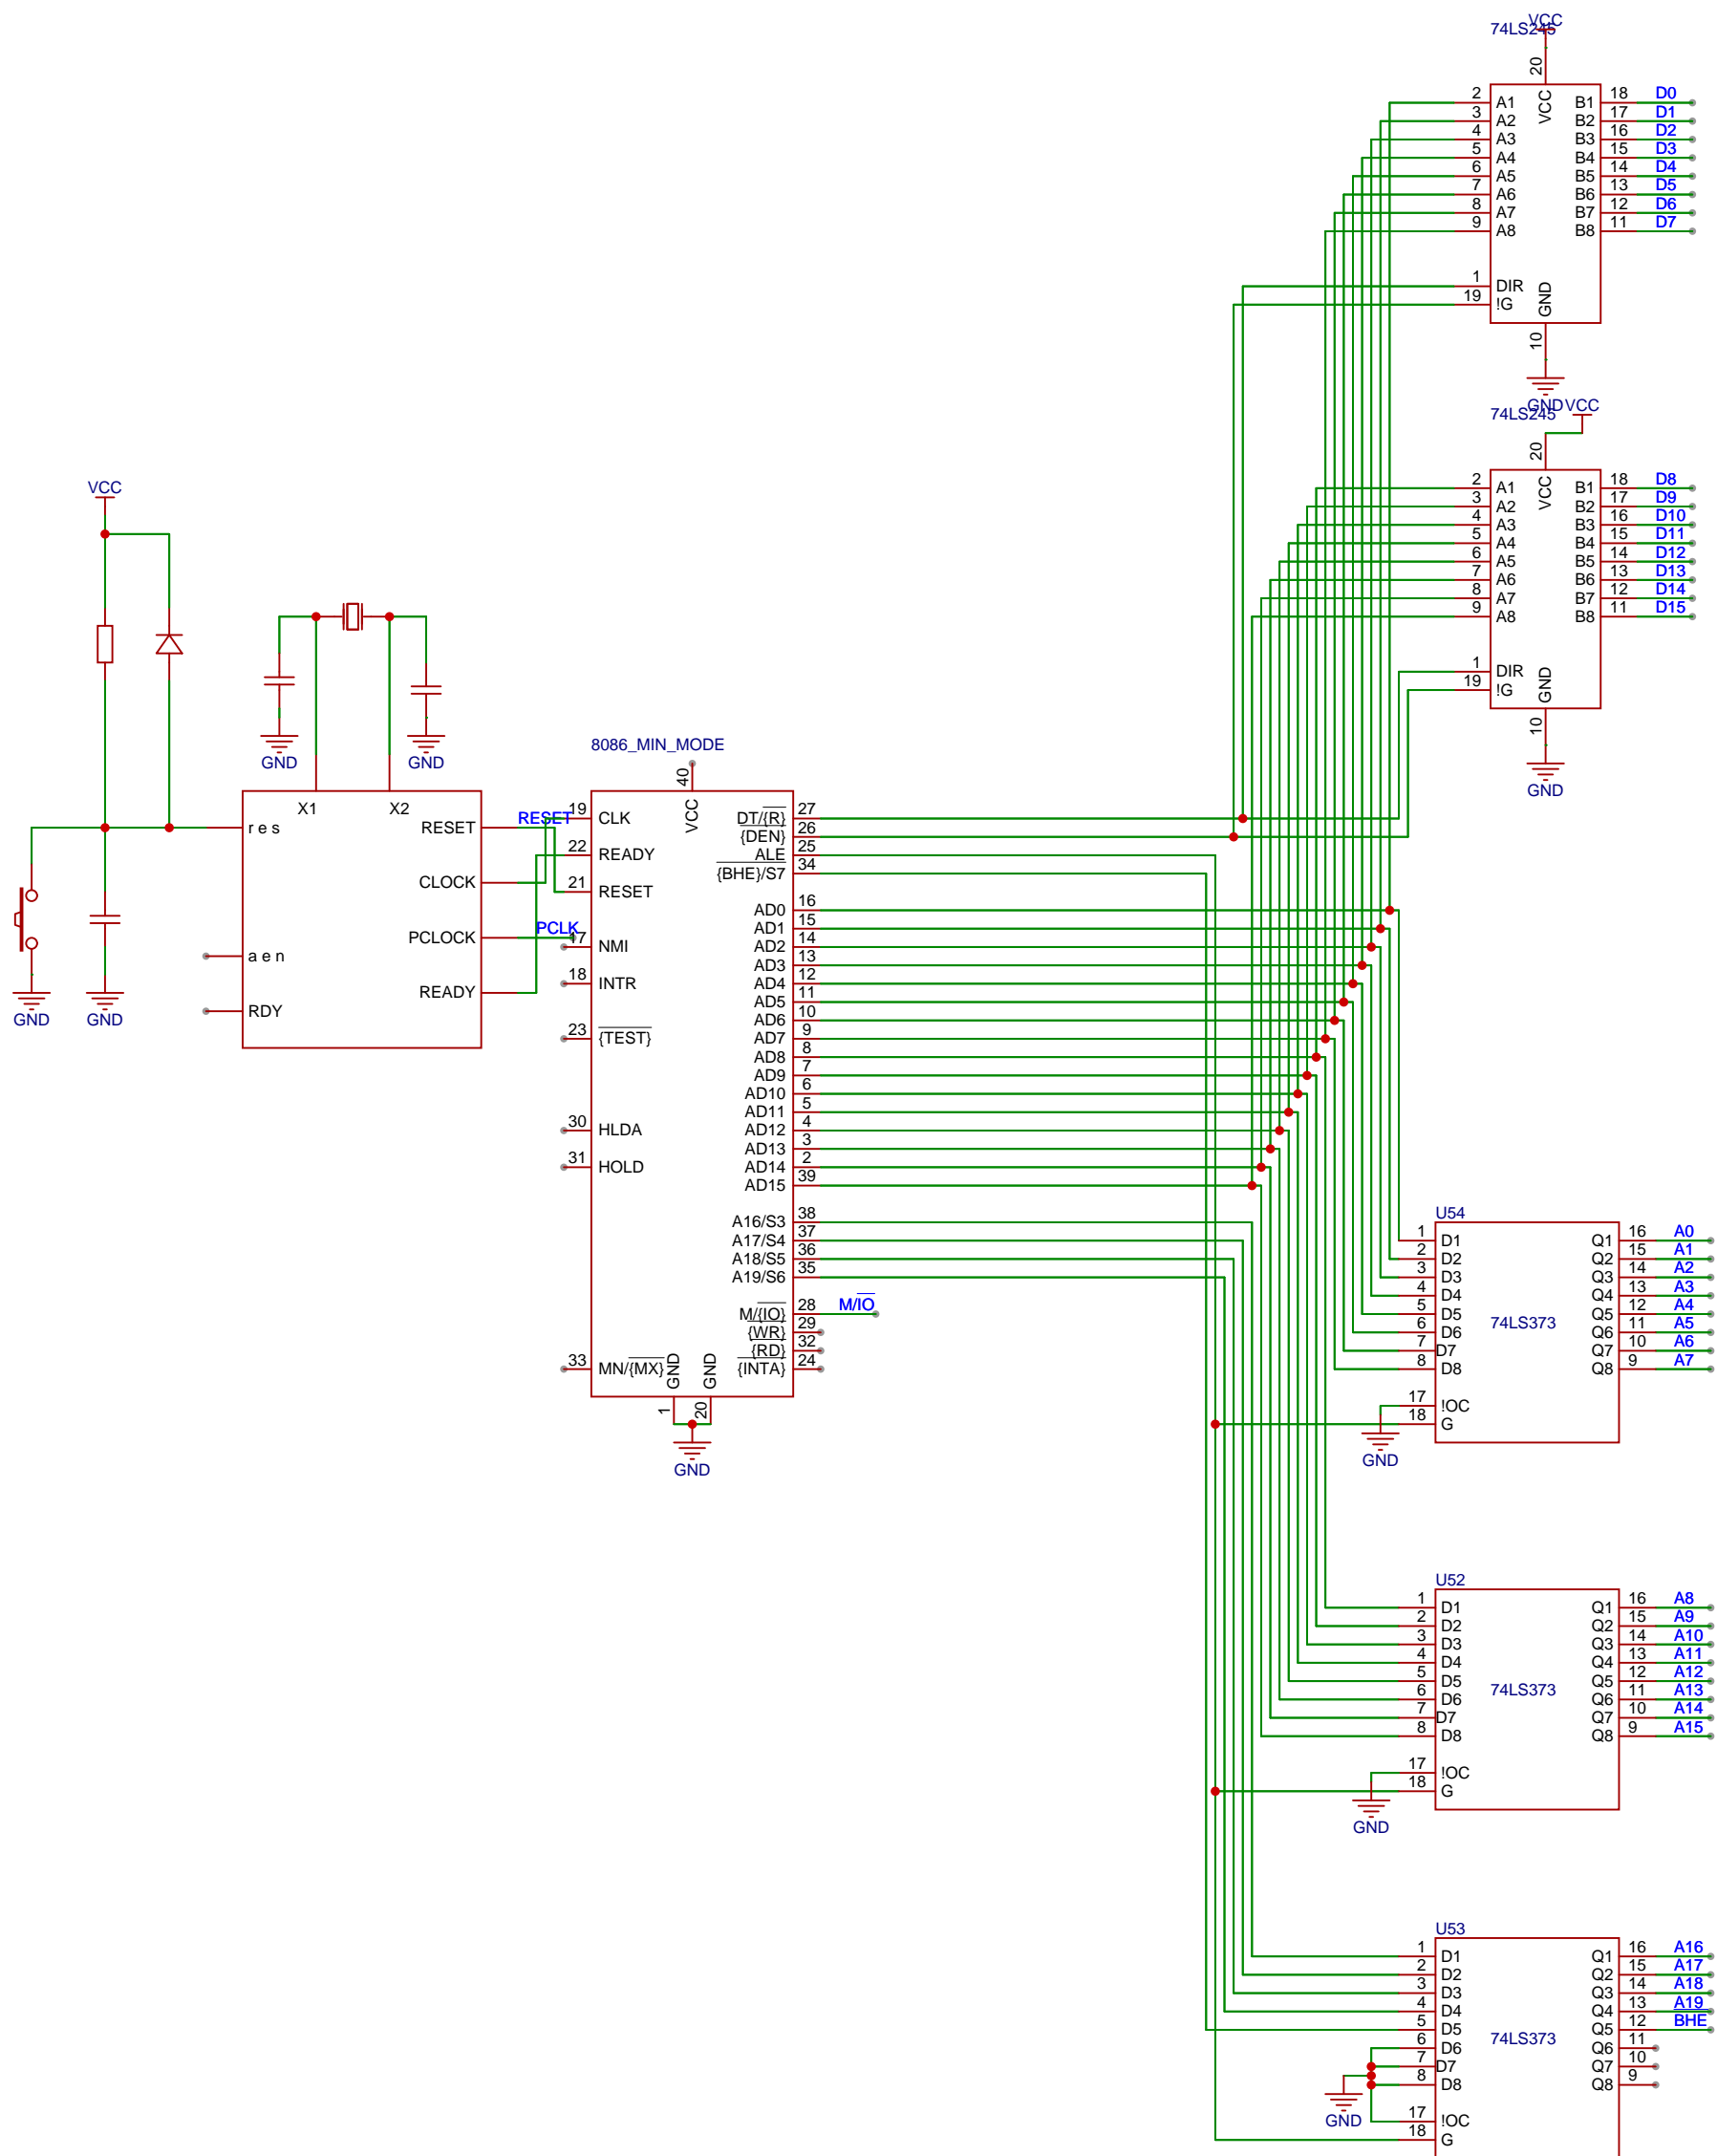 VCC
74LS245
20
VCC
2 A1 B1 18 D0
3 A2 B2 17 D1
4 A3 B3 16 D2
5 A4 B4 15 D3
6 A5 B5 14 D4
7 A6 B6 13 D5
8 A7 B7 12 D6
9 A8 B8 11 D7
1 DIR
19 !G
GND
10
GND
74LS245
VCC
20
VCC
2 A1 B1 18 D8
3 A2 B2 17 D9
4 A3 B3 16 D10
5 A4 B4 15 D11
6 A5 B5 14 D12
7 A6 B6 13 D13
8 A7 B7 12 D14
9 A8 B8 11 D15
1 DIR
19 !G
GND
10
GND
VCC
GND
GND
X1 X2
res
RESET
CLOCK
PCLOCK
aen
READY
RDY
GND
GND
RESET
PCLK
8086_MIN_MODE
40
VCC
19 CLK
22 READY
21 RESET
17 NMI
18 INTR
23 {TEST}
30 HLDA
31 HOLD
33 MN/{MX}
DT/{R} 27
{DEN} 26
ALE 25
{BHE}/S7 34
AD0 16
AD1 15
AD2 14
AD3 13
AD4 12
AD5 11
AD6 10
AD7 9
AD8 8
AD9 7
AD10 6
AD11 5
AD12 4
AD13 3
AD14 2
AD15 39
A16/S3 38
A17/S4 37
A18/S5 36
A19/S6 35
M/{IO} 28 M/IO
{WR} 29
{RD} 32
{INTA} 24
GND GND
1 20
GND
U54
1 D1 Q1 16 A0
2 D2 Q2 15 A1
3 D3 Q3 14 A2
4 D4 Q4 13 A3
5 D5 Q5 12 A4
74LS373
6 D6 Q6 11 A5
7 D7 Q7 10 A6
8 D8 Q8 9 A7
17 !OC
18 G
GND
U52
1 D1 Q1 16 A8
2 D2 Q2 15 A9
3 D3 Q3 14 A10
4 D4 Q4 13 A11
5 D5 Q5 12 A12
74LS373
6 D6 Q6 11 A13
7 D7 Q7 10 A14
8 D8 Q8 9 A15
17 !OC
18 G
GND
U53
1 D1 Q1 16 A16
2 D2 Q2 15 A17
3 D3 Q3 14 A18
4 D4 Q4 13 A19
5 D5 Q5 12 BHE
74LS373
6 D6 Q6 11
7 D7 Q7 10
8 D8 Q8 9
GND
17 !OC
18 G